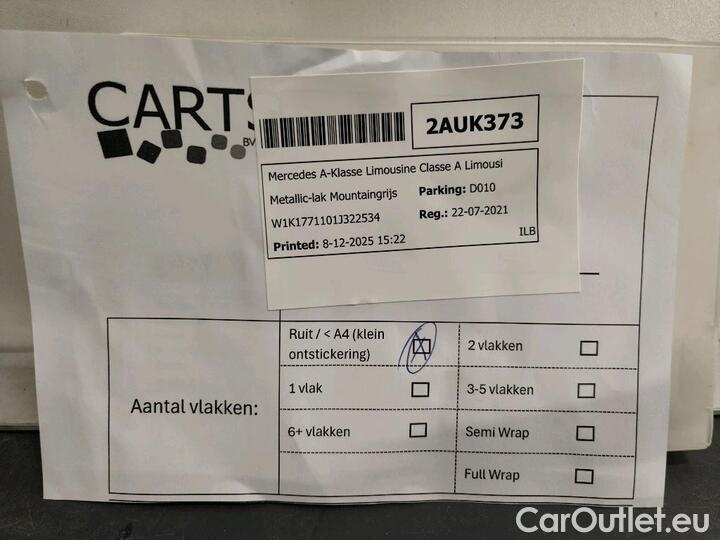 CARTS
BV
2AUK373
Mercedes A-Klasse Limousine Classe A Limousi
Metallic-lak Mountaingrijs Parking: D010
W1K1771101J322534 Reg.: 22-07-2021
Printed: 8-12-2025 15:22 ILB
Aantal vlakken:
Ruit / < A4 (klein
ontstickering)
2 vlakken
1 vlak
3-5 vlakken
6+ vlakken
Semi Wrap
Full Wrap
CarOutlet.eu